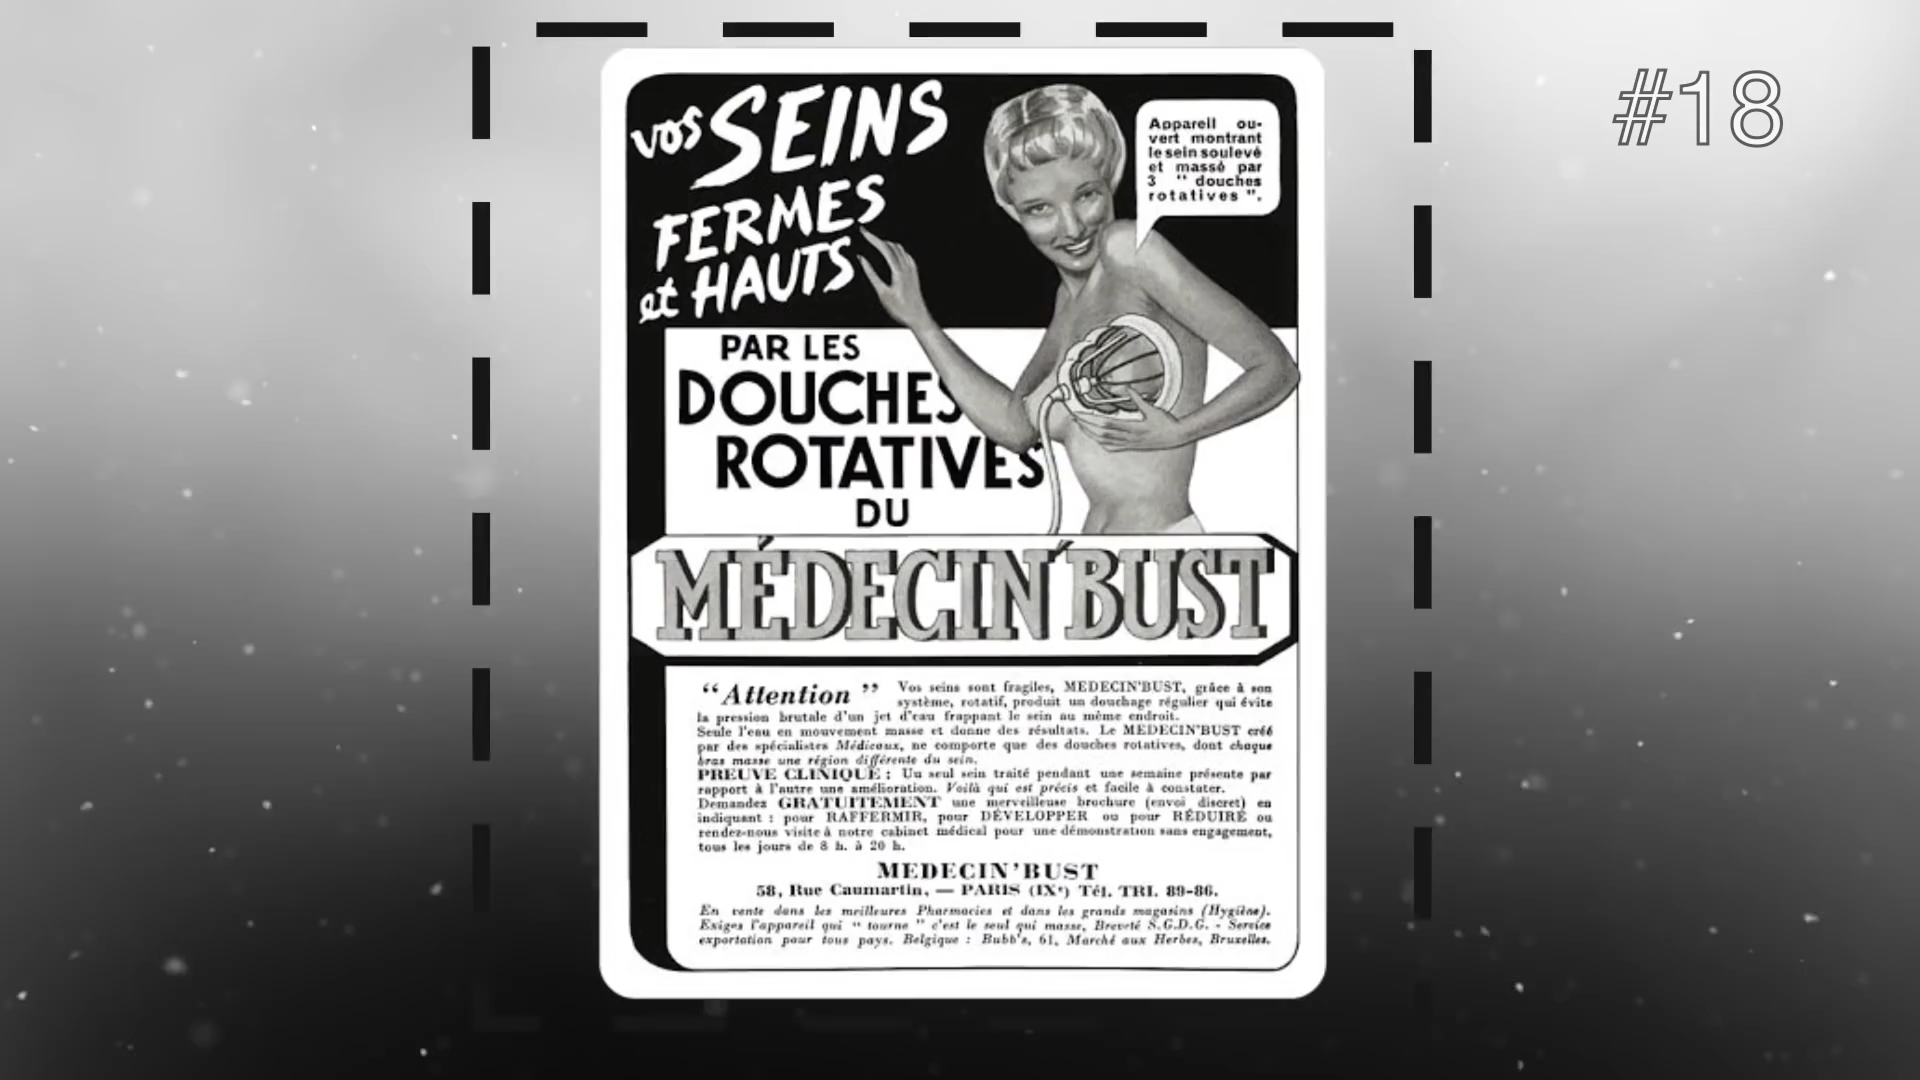 #18
vos SEINS
FERMES
et HAUTS
Appareil ou-
vert montrant
le sein soulevé
et massé par
3 “ douches
rotatives ”.
PAR LES
DOUCHES
ROTATIVES
DU
MÉDECIN'BUST
“Attention” Vos seins sont fragiles, MEDECIN'BUST, grâce à son
système, rotatif, produit un douchage régulier qui évite
la pression brutale d'un jet d'eau frappant le sein au même endroit.
Seule l'eau en mouvement masse et donne des résultats. Le MEDECIN'BUST créé
par des spécialistes Médicaux, ne comporte que des douches rotatives, dont chaque
bras masse une région différente du sein.
PREUVE CLINIQUE : Un seul sein traité pendant une semaine présente par
rapport à l'autre une amélioration. Voilà qui est précis et facile à constater.
Demandez GRATUITEMENT une merveilleuse brochure (envoi discret) en
indiquant : pour RAFFERMIR, pour DÉVELOPPER ou pour RÉDUIRE ou
rendez-nous visite à notre cabinet médical pour une démonstration sans engagement,
tous les jours de 8 h. à 20 h.
MEDECIN'BUST
58, Rue Caumartin, — PARIS (IXe) Tél. TRI. 89-86.
En vente dans les meilleures Pharmacies et dans les grands magasins (Hygiène).
Exigez l'appareil qui “ tourne ” c'est le seul qui masse, Breveté S.G.D.G. - Service
exportation pour tous pays. Belgique : Bubb's, 61, Marché aux Herbes, Bruxelles.